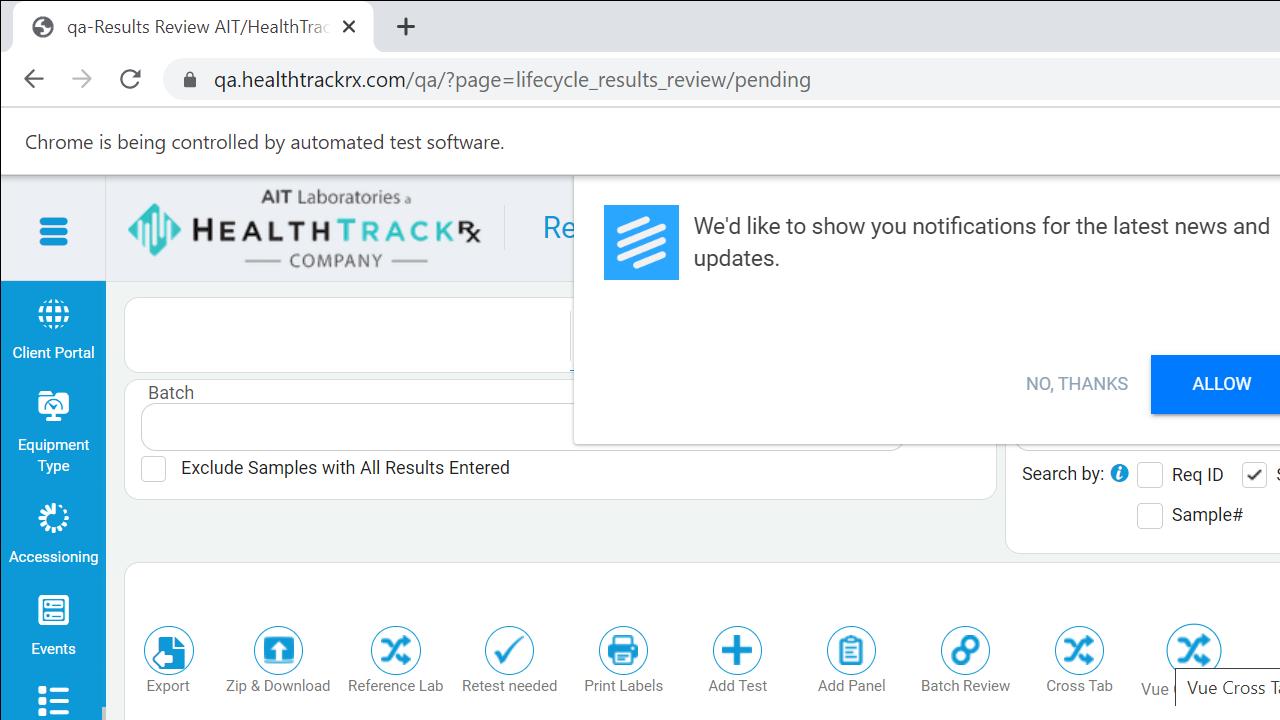 qa-Results Review AIT/HealthTrac
qa.healthtrackrx.com/qa/?page=lifecycle_results_review/pending
Chrome is being controlled by automated test software.
AIT Laboratories a
HEALTHTRACKRx
COMPANY
Re
We'd like to show you notifications for the latest news and
updates.
NO, THANKS
ALLOW
Client Portal
Equipment
Type
Accessioning
Events
Batch
Exclude Samples with All Results Entered
Search by:
Req ID
Sample#
Export
Zip & Download
Reference Lab
Retest needed
Print Labels
Add Test
Add Panel
Batch Review
Cross Tab
Vue
Vue Cross Ta